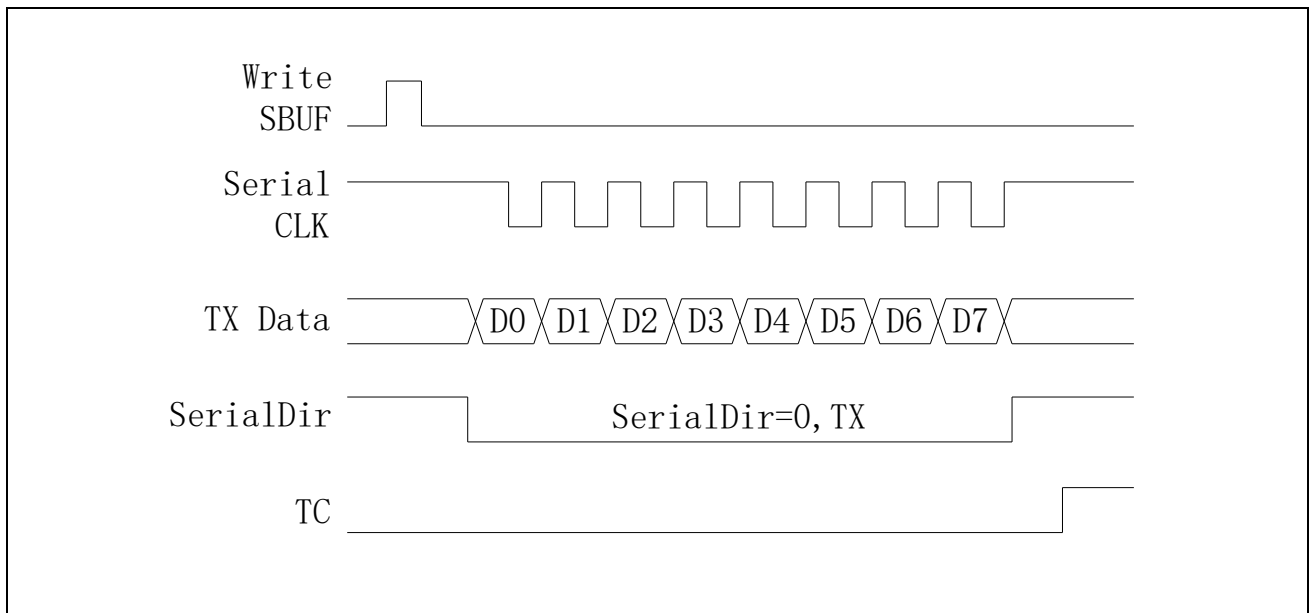 Write
SBUF
Serial
CLK
TX Data
D0 D1 D2 D3 D4 D5 D6 D7
SerialDir
SerialDir=0,TX
TC